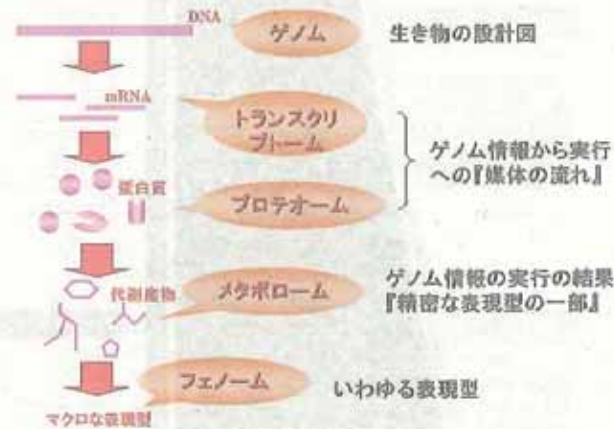 DNA
ゲノム
生き物の設計図
mRNA
トランスクリ
プトーム
ゲノム情報から実行
への『媒体の流れ』
蛋白質
プロテオーム
代謝産物
メタボローム
ゲノム情報の実行の結果
『精密な表現型の一部』
フェノーム
いわゆる表現型
マクロな表現型